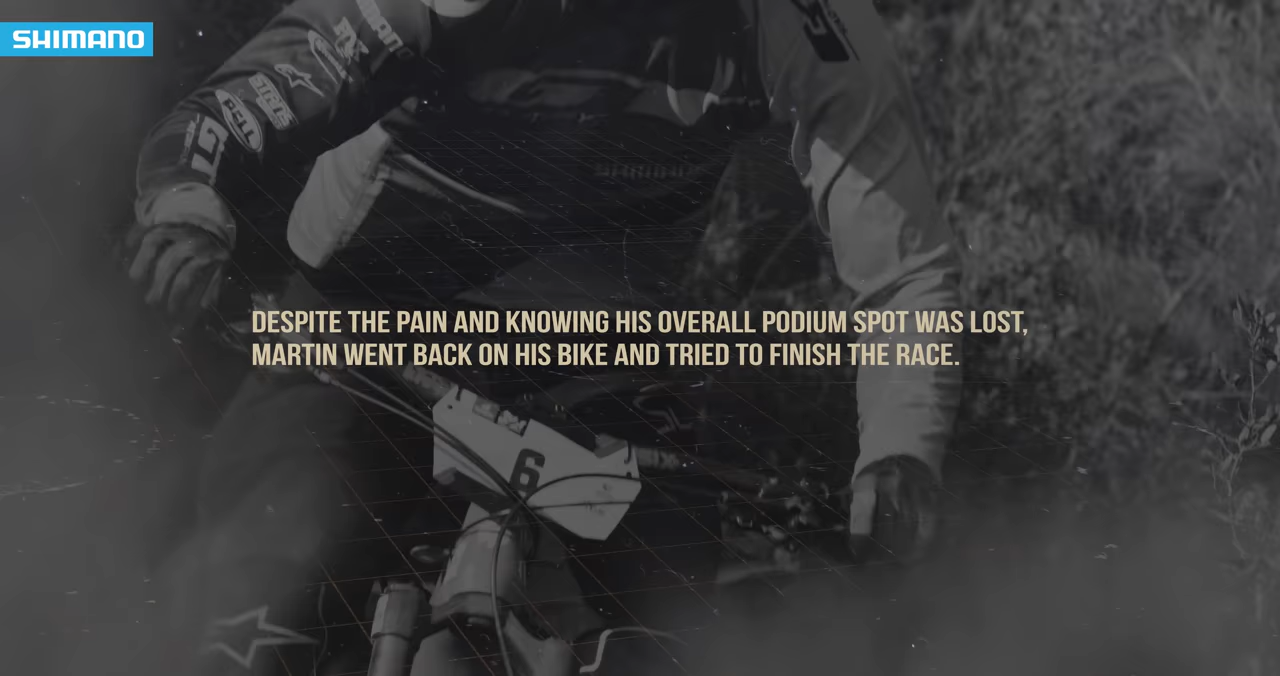 SHIMANO
DESPITE THE PAIN AND KNOWING HIS OVERALL PODIUM SPOT WAS LOST,
MARTIN WENT BACK ON HIS BIKE AND TRIED TO FINISH THE RACE.
GT
6